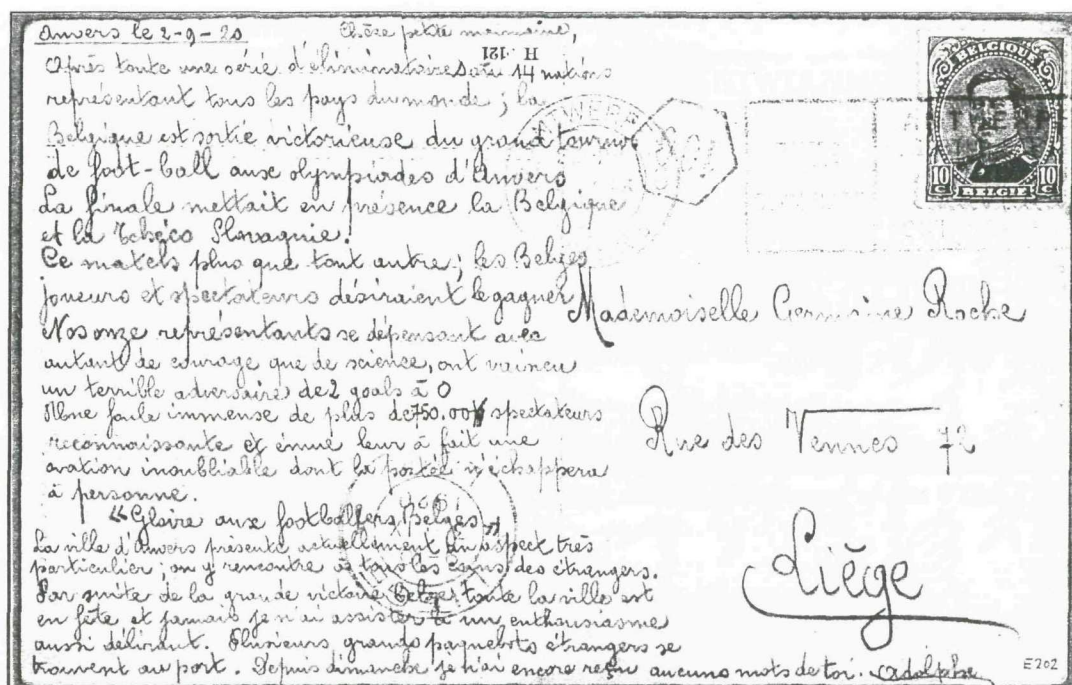 Anvers le 2-9-20 Chère petite maman,
H 121.
Après toute une série d'éliminatoires ou 14 nations
représentant tous les pays du monde ; la
Belgique est sortie victorieuse du grand tournoi
de foot-ball aux olympiades d'Anvers
La finale mettait en présence la Belgique
et la Tchéco Slovaquie.
Ce match plus que tout autre ; les Belges
joueurs et spectateurs désiraient le gagner
Nos onze représentants se dépensant avec
autant de courage que de science, ont vaincu
un terrible adversaire de 2 goals à 0
Une foule immense de plus de 750.00 spectateurs
reconnaissante et émue leur à fait une
ovation inoubliable dont la portée n'échappera
à personne.
"Gloire aux footballers Belges"
La ville d'Anvers présente actuellement un aspect très
particulier ; on y rencontre à tous les coins des étrangers.
Par suite de la grande victoire Belge, toute la ville est
en fête et jamais je n'ai assister à un enthousiasme
aussi délirant. Plusieurs grands paquebots étrangers se
trouvent au port. Depuis dimanche je n'ai encore reçu aucuns mots de toi. Adolphe
BELGIQUE
10 C 10 C
BELGIE
Mademoiselle Germaine Roche
Rue des Vennes 72
Liège
E202